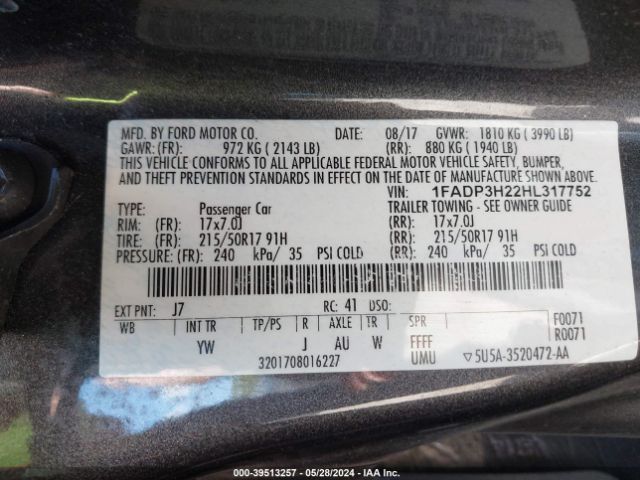 MFD. BY FORD MOTOR CO. DATE: 08/17 GVWR: 1810 KG ( 3990 LB)
GAWR: (FR): 972 KG ( 2143 LB) (RR): 880 KG ( 1940 LB)
THIS VEHICLE CONFORMS TO ALL APPLICABLE FEDERAL MOTOR VEHICLE SAFETY, BUMPER,
AND THEFT PREVENTION STANDARDS IN EFFECT ON THE DATE OF MANUFACTURE SHOWN ABOVE.
VIN: 1FADP3H22HL317752
TYPE: Passenger Car TRAILER TOWING - SEE OWNER GUIDE
RIM: (FR): 17x7.0J (RR): 17x7.0J
TIRE: (FR): 215/50R17 91H (RR): 215/50R17 91H
PRESSURE: (FR): 240 kPa/ 35 PSI COLD (RR): 240 kPa/ 35 PSI COLD
EXT PNT: J7 RC: 41 DSO: F0071
WB INT TR TP/PS R AXLE TR SPR R0071
YW J AU W FFFF
3201708016227 UMU ▽5U5A-3520472-AA
0 - 39513257 - 05/28/2024 - IAA Inc.